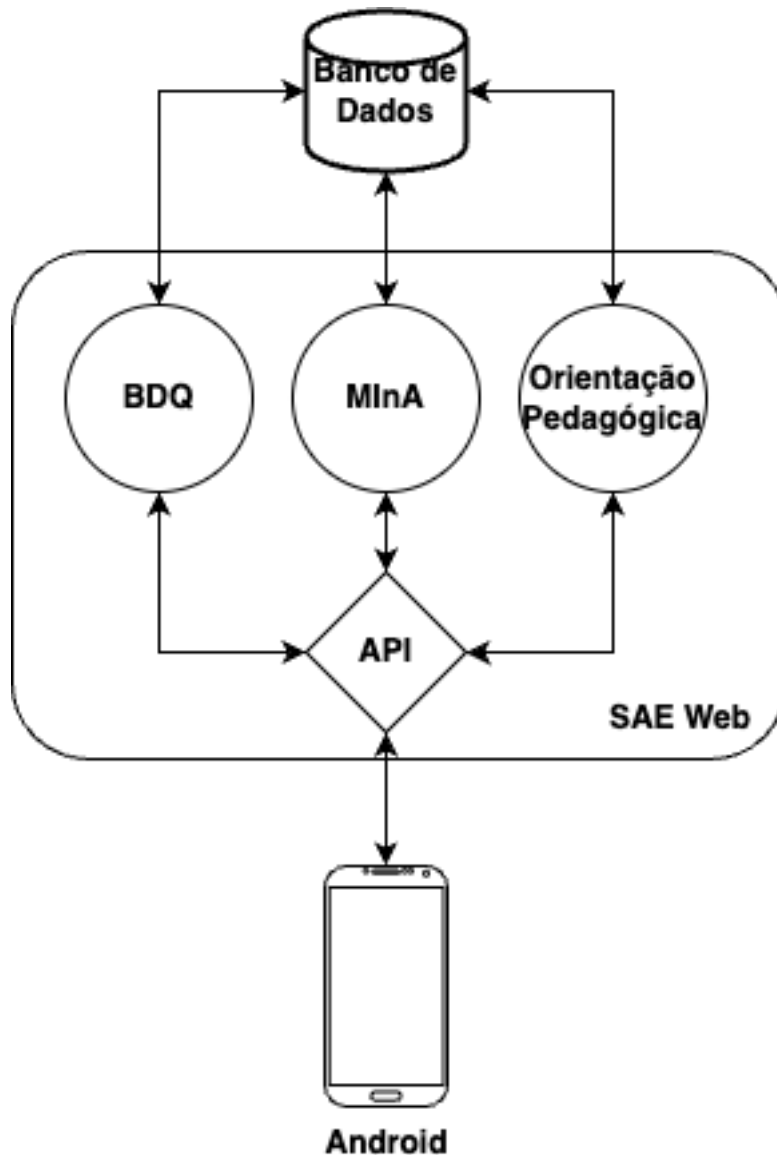 Banco de
Dados
BDQ
MInA
Orientação
Pedagógica
API
SAE Web
Android